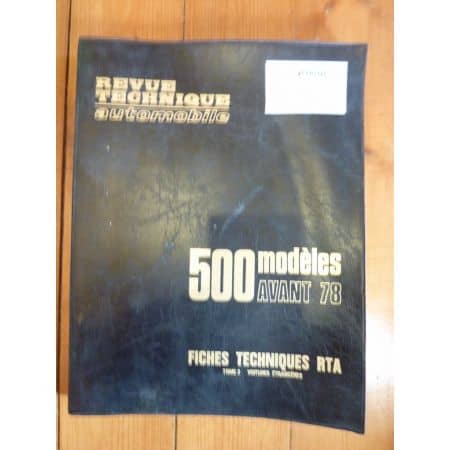 REVUE
TECHNIQUE
automobile
500 modèles
AVANT 78
FICHES TECHNIQUES RTA
TOME 2 VOITURES ÉTRANGÈRES